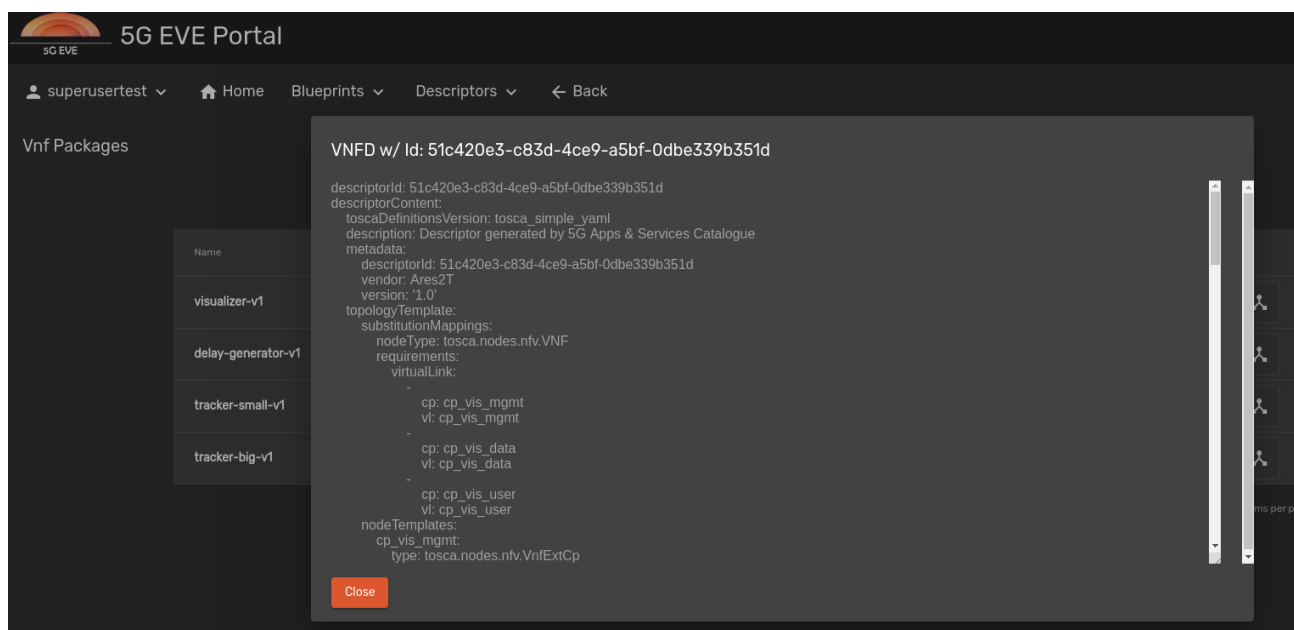 5G EVE
5G EVE Portal
superusertest
Home
Blueprints
Descriptors
Back
Vnf Packages
VNFD w/ Id: 51c420e3-c83d-4ce9-a5bf-0dbe339b351d
descriptorId: 51c420e3-c83d-4ce9-a5bf-0dbe339b351d
descriptorContent:
toscaDefinitionsVersion: tosca_simple_yaml
description: Descriptor generated by 5G Apps & Services Catalogue
metadata:
descriptorId: 51c420e3-c83d-4ce9-a5bf-0dbe339b351d
vendor: Ares2T
version: '1.0'
topologyTemplate:
substitutionMappings:
nodeType: tosca.nodes.nfv.VNF
requirements:
virtualLink:
-
cp: cp_vis_mgmt
vl: cp_vis_mgmt
-
cp: cp_vis_data
vl: cp_vis_data
-
cp: cp_vis_user
vl: cp_vis_user
nodeTemplates:
cp_vis_mgmt:
type: tosca.nodes.nfv.VnfExtCp
Close
Name
visualizer-v1
delay-generator-v1
tracker-small-v1
tracker-big-v1
ms per p